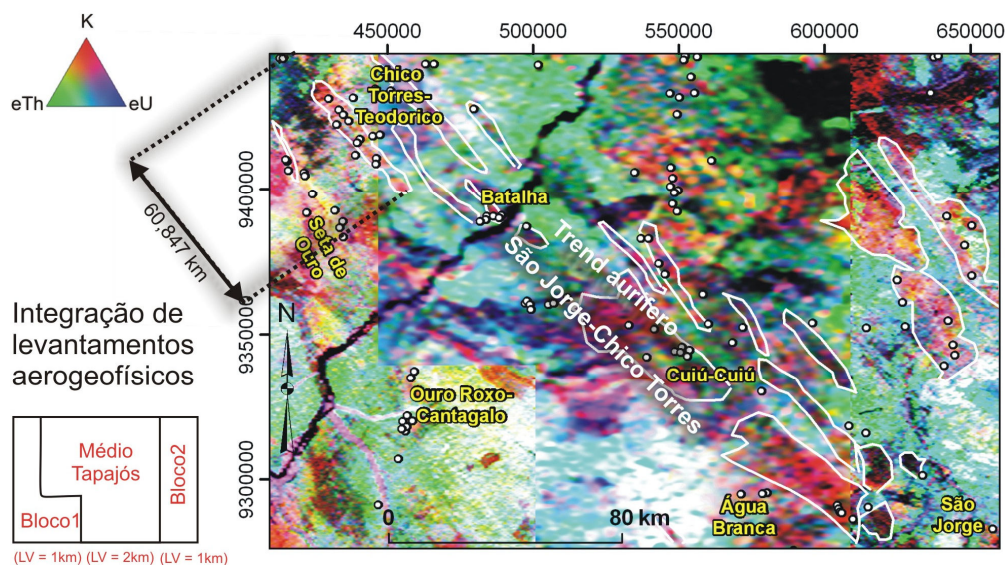 K
eTh
eU
450000
500000
550000
600000
650000
9400000
9350000
9300000
60,847 km
Chico
Torres-
Teodorico
Batalha
Seta de
Ouro
Trend aurífero
São Jorge-Chico Torres
Cuiú-Cuiú
Ouro Roxo-
Cantagalo
Água
Branca
São
Jorge
0
80 km
N
Integração de
levantamentos
aerogeofísicos
Médio
Tapajós
Bloco1
Bloco2
(LV = 1km)
(LV = 2km)
(LV = 1km)